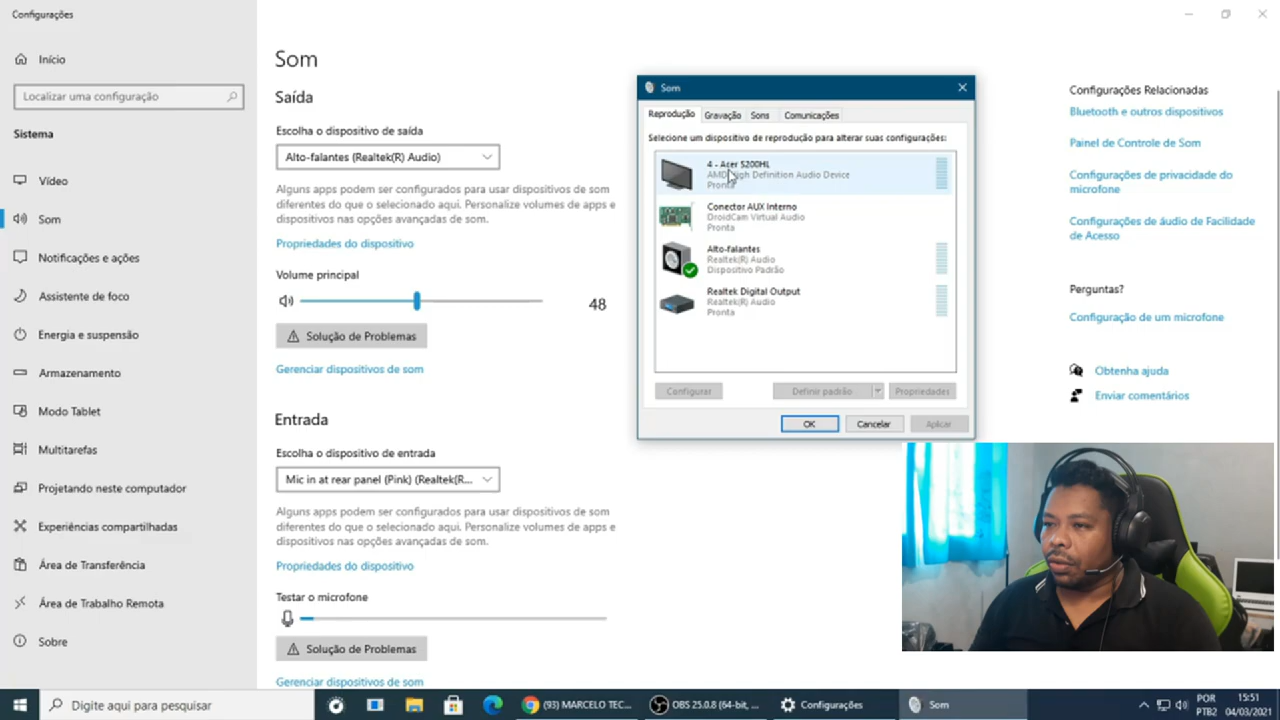 Configurações
Início
Localizar uma configuração
Sistema
Vídeo
Som
Notificações e ações
Assistente de foco
Energia e suspensão
Armazenamento
Modo Tablet
Multitarefas
Projetando neste computador
Experiências compartilhadas
Área de Transferência
Área de Trabalho Remota
Sobre
Som
Saída
Escolha o dispositivo de saída
Alto-falantes (Realtek(R) Audio)
Alguns apps podem ser configurados para usar dispositivos de som
diferentes do que o selecionado aqui. Personalize volumes de apps e
dispositivos nas opções avançadas de som.
Propriedades do dispositivo
Volume principal
48
Solução de Problemas
Gerenciar dispositivos de som
Entrada
Escolha o dispositivo de entrada
Mic in at rear panel (Pink) (Realtek(R...
Alguns apps podem ser configurados para usar dispositivos de som
diferentes do que o selecionado aqui. Personalize volumes de apps e
dispositivos nas opções avançadas de som.
Propriedades do dispositivo
Testar o microfone
Solução de Problemas
Gerenciar dispositivos de som
Som
Reprodução Gravação Sons Comunicações
Selecione um dispositivo de reprodução para alterar suas configurações:
4 - Acer S200HL
AMD High Definition Audio Device
Pronta
Conector AUX Interno
DroidCam Virtual Audio
Pronta
Alto-falantes
Realtek(R) Audio
Dispositivo Padrão
Realtek Digital Output
Realtek(R) Audio
Pronta
Configurar Definir padrão Propriedades
OK Cancelar Aplicar
Configurações Relacionadas
Bluetooth e outros dispositivos
Painel de Controle de Som
Configurações de privacidade do
microfone
Configurações de áudio de Facilidade
de Acesso
Perguntas?
Configuração de um microfone
Obtenha ajuda
Enviar comentários
Digite aqui para pesquisar
(93) MARCELO TEC...
OBS 25.0.8 (64-bit, ...
Configurações
Som
POR
PTB2
15:51
04/03/2021